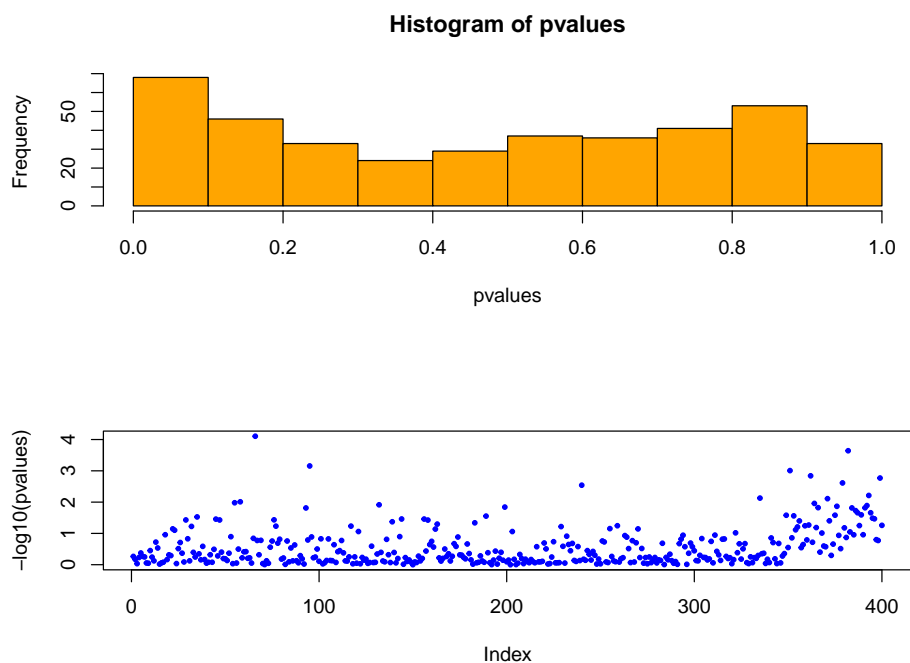 Histogram of pvalues
Frequency
0 20 50
0.0 0.2 0.4 0.6 0.8 1.0
pvalues
−log10(pvalues)
0 1 2 3 4
0 100 200 300 400
Index